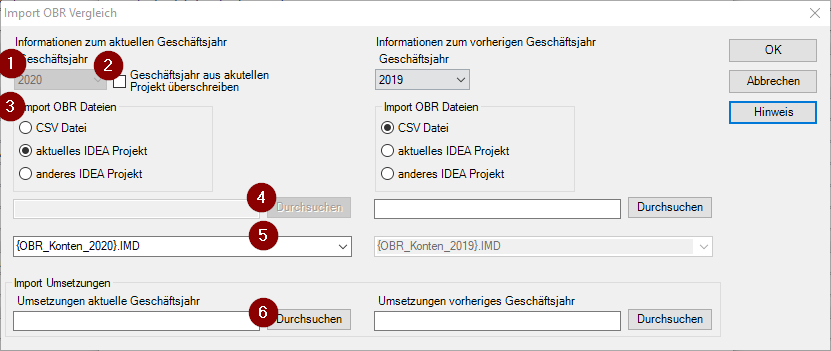 Import OBR Vergleich
Informationen zum aktuellen Geschäftsjahr
Geschäftsjahr
1
2020
2
Geschäftsjahr aus akutellen
Projekt überschreiben
3
Import OBR Dateien
CSV Datei
aktuelles IDEA Projekt
anderes IDEA Projekt
4
Durchsuchen
{OBR_Konten_2020}.IMD
5
Informationen zum vorherigen Geschäftsjahr
Geschäftsjahr
2019
Import OBR Dateien
CSV Datei
aktuelles IDEA Projekt
anderes IDEA Projekt
Durchsuchen
{OBR_Konten_2019}.IMD
OK
Abbrechen
Hinweis
Import Umsetzungen
Umsetzungen aktuelle Geschäftsjahr
6
Durchsuchen
Umsetzungen vorheriges Geschäftsjahr
Durchsuchen